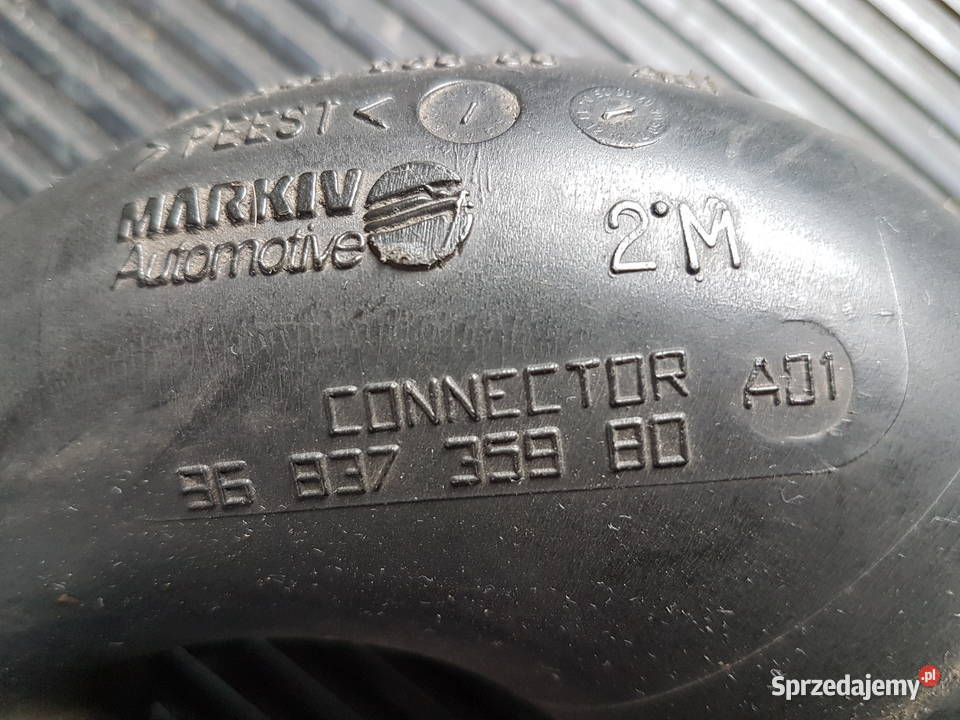 >PEEST<
MARKIV
Automotive
2°M
CONNECTOR A01
96 837 359 80
Sprzedajemy.pl